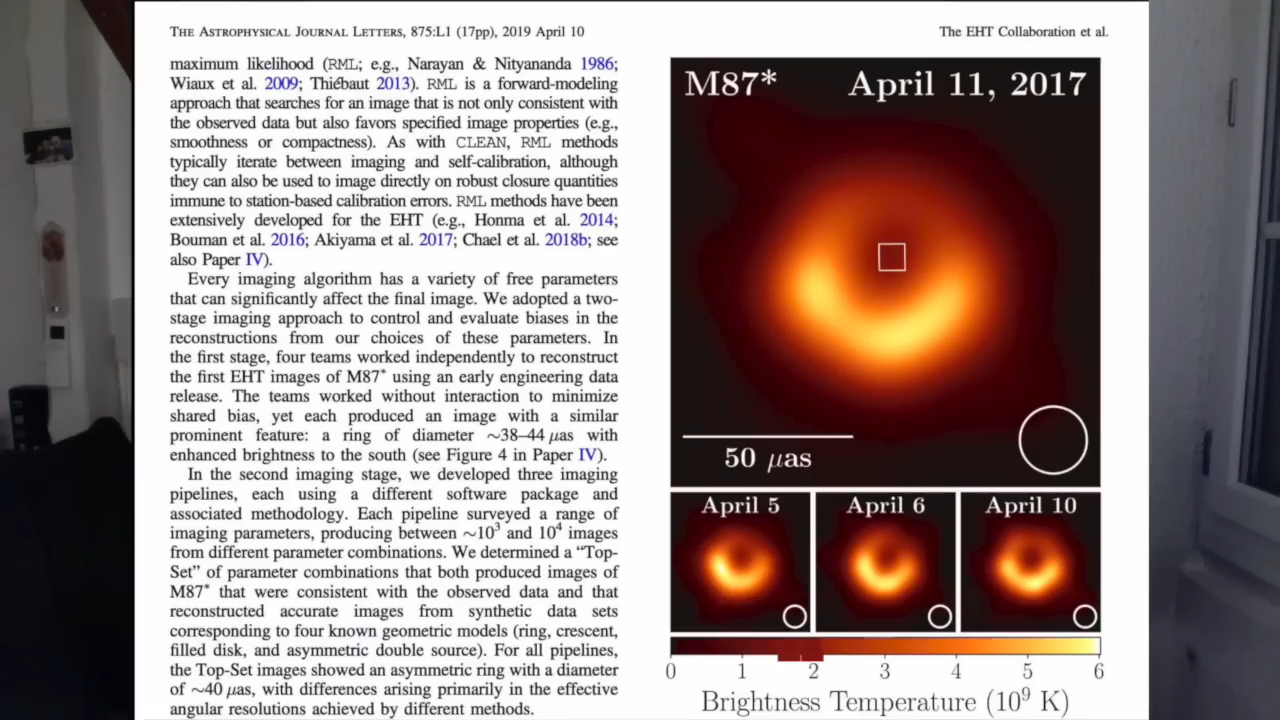 THE ASTROPHYSICAL JOURNAL LETTERS, 875:L1 (17pp), 2019 April 10
The EHT Collaboration et al.
maximum likelihood (RML; e.g., Narayan & Nityananda 1986;
Wiaux et al. 2009; Thiébaut 2013). RML is a forward-modeling
approach that searches for an image that is not only consistent with
the observed data but also favors specified image properties (e.g.,
smoothness or compactness). As with CLEAN, RML methods
typically iterate between imaging and self-calibration, although
they can also be used to image directly on robust closure quantities
immune to station-based calibration errors. RML methods have been
extensively developed for the EHT (e.g., Honma et al. 2014;
Bouman et al. 2016; Akiyama et al. 2017; Chael et al. 2018b; see
also Paper IV).
Every imaging algorithm has a variety of free parameters
that can significantly affect the final image. We adopted a two-
stage imaging approach to control and evaluate biases in the
reconstructions from our choices of these parameters. In
the first stage, four teams worked independently to reconstruct
the first EHT images of M87* using an early engineering data
release. The teams worked without interaction to minimize
shared bias, yet each produced an image with a similar
prominent feature: a ring of diameter ~38–44 μas with
enhanced brightness to the south (see Figure 4 in Paper IV).
In the second imaging stage, we developed three imaging
pipelines, each using a different software package and
associated methodology. Each pipeline surveyed a range of
imaging parameters, producing between ~10³ and 10⁴ images
from different parameter combinations. We determined a “Top-
Set” of parameter combinations that both produced images of
M87* that were consistent with the observed data and that
reconstructed accurate images from synthetic data sets
corresponding to four known geometric models (ring, crescent,
filled disk, and asymmetric double source). For all pipelines,
the Top-Set images showed an asymmetric ring with a diameter
of ~40 μas, with differences arising primarily in the effective
angular resolutions achieved by different methods.
M87* April 11, 2017
50 μas
April 5 April 6 April 10
0 1 2 3 4 5 6
Brightness Temperature (10⁹ K)